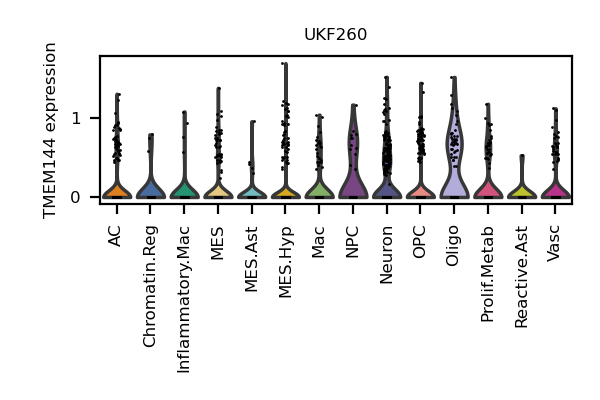 UKF260
TMEM144 expression
1
0
AC
Chromatin.Reg
Inflammatory.Mac
MES
MES.Ast
MES.Hyp
Mac
NPC
Neuron
OPC
Oligo
Prolif.Metab
Reactive.Ast
Vasc